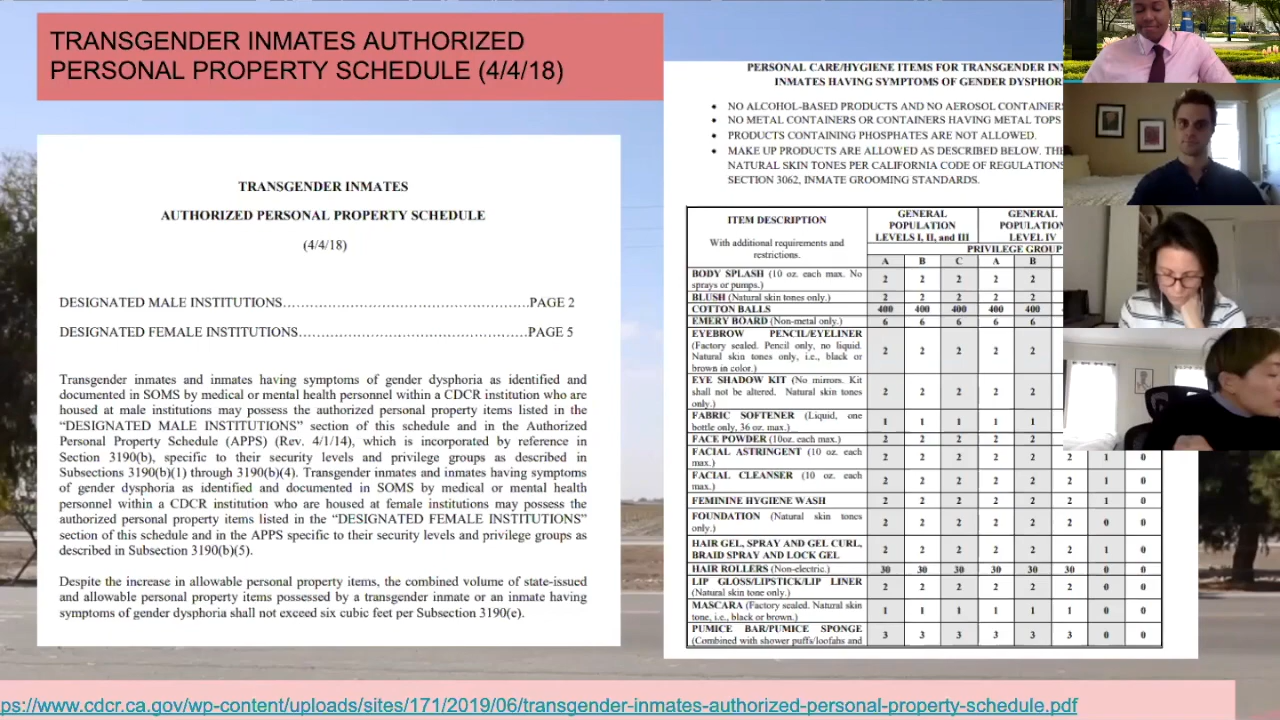 TRANSGENDER INMATES AUTHORIZED
PERSONAL PROPERTY SCHEDULE (4/4/18)
TRANSGENDER INMATES
AUTHORIZED PERSONAL PROPERTY SCHEDULE
(4/4/18)
DESIGNATED MALE INSTITUTIONS……………………………………………..PAGE 2
DESIGNATED FEMALE INSTITUTIONS…………………………………………PAGE 5
Transgender inmates and inmates having symptoms of gender dysphoria as identified and
documented in SOMS by medical or mental health personnel within a CDCR institution who are
housed at male institutions may possess the authorized personal property items listed in the
“DESIGNATED MALE INSTITUTIONS” section of this schedule and in the Authorized
Personal Property Schedule (APPS) (Rev. 4/1/14), which is incorporated by reference in
Section 3190(b), specific to their security levels and privilege groups as described in
Subsections 3190(b)(1) through 3190(b)(4). Transgender inmates and inmates having symptoms
of gender dysphoria as identified and documented in SOMS by medical or mental health
personnel within a CDCR institution who are housed at female institutions may possess the
authorized personal property items listed in the “DESIGNATED FEMALE INSTITUTIONS”
section of this schedule and in the APPS specific to their security levels and privilege groups as
described in Subsection 3190(b)(5).
Despite the increase in allowable personal property items, the combined volume of state-issued
and allowable personal property items possessed by a transgender inmate or an inmate having
symptoms of gender dysphoria shall not exceed six cubic feet per Subsection 3190(e).
PERSONAL CARE/HYGIENE ITEMS FOR TRANSGENDER IN
INMATES HAVING SYMPTOMS OF GENDER DYSPHOR
• NO ALCOHOL-BASED PRODUCTS AND NO AEROSOL CONTAINER
• NO METAL CONTAINERS OR CONTAINERS HAVING METAL TOPS
• PRODUCTS CONTAINING PHOSPHATES ARE NOT ALLOWED.
• MAKE UP PRODUCTS ARE ALLOWED AS DESCRIBED BELOW. THE
NATURAL SKIN TONES PER CALIFORNIA CODE OF REGULATIONS
SECTION 3062, INMATE GROOMING STANDARDS.
ITEM DESCRIPTION
With additional requirements and
restrictions.
GENERAL
POPULATION
LEVELS I, II, and III
GENERAL
POPULATION
LEVEL IV
PRIVILEGE GROUP
A B C A B
BODY SPLASH (10 oz. each max. No
sprays or pumps.) 2 2 2 2 2
BLUSH (Natural skin tones only.) 2 2 2 2 2
COTTON BALLS 400 400 400 400 400
EMERY BOARD (Non-metal only.) 6 6 6 6 6
EYEBROW PENCIL/EYELINER
(Factory sealed. Pencil only, no liquid.
Natural skin tones only, i.e., black or
brown in color.) 2 2 2 2 2
EYE SHADOW KIT (No mirrors. Kit
shall not be altered. Natural skin tones
only.) 2 2 2 2 2
FABRIC SOFTENER (Liquid, one
bottle only, 36 oz. max.) 1 1 1 1 1
FACE POWDER (10oz. each max.) 2 2 2 2 2
FACIAL ASTRINGENT (10 oz. each
max.) 2 2 2 2 2 2 1 0
FACIAL CLEANSER (10 oz. each
max.) 2 2 2 2 2 2 1 0
FEMININE HYGIENE WASH 2 2 2 2 2 2 1 0
FOUNDATION (Natural skin tones
only.) 2 2 2 2 2 2 0 0
HAIR GEL, SPRAY AND GEL CURL,
BRAID SPRAY AND LOCK GEL 2 2 2 2 2 2 1 0
HAIR ROLLERS (Non-electric.) 30 30 30 30 30 30 0 0
LIP GLOSS/LIPSTICK/LIP LINER
(Natural skin tone only.) 2 2 2 2 2 2 0 0
MASCARA (Factory sealed. Natural skin
tone, i.e., black or brown.) 1 1 1 1 1 1 0 0
PUMICE BAR/PUMICE SPONGE
(Combined with shower puffs/loofahs and 3 3 3 3 3 3 0 0
ps://www.cdcr.ca.gov/wp-content/uploads/sites/171/2019/06/transgender-inmates-authorized-personal-property-schedule.pdf